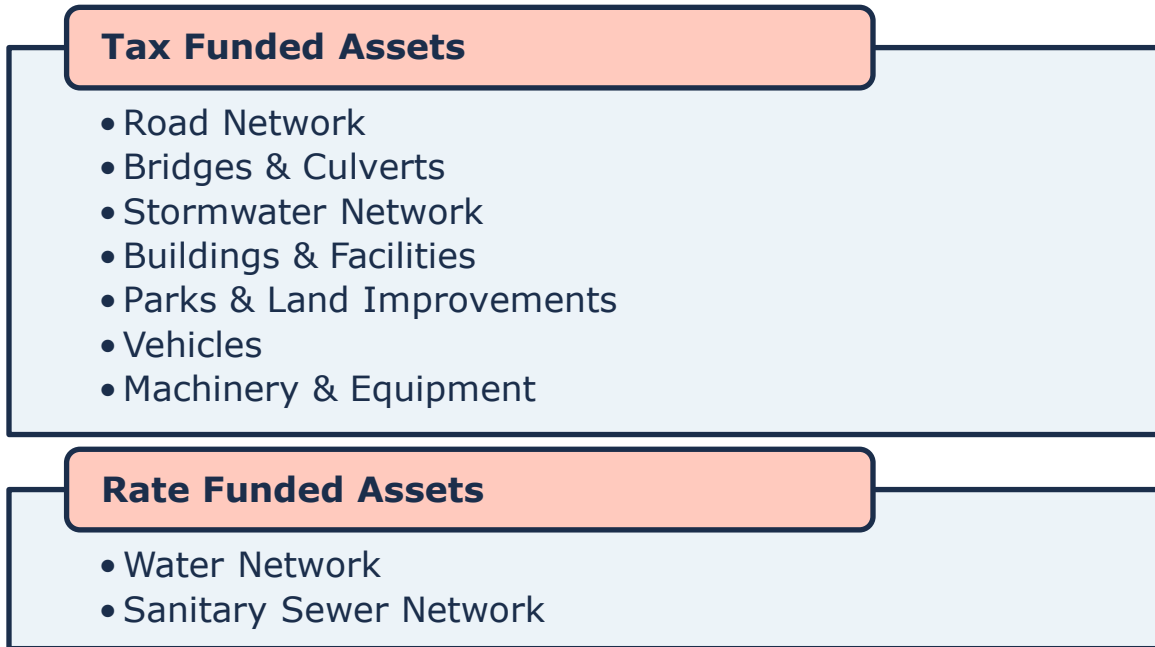 Tax Funded Assets
• Road Network
• Bridges & Culverts
• Stormwater Network
• Buildings & Facilities
• Parks & Land Improvements
• Vehicles
• Machinery & Equipment
Rate Funded Assets
• Water Network
• Sanitary Sewer Network